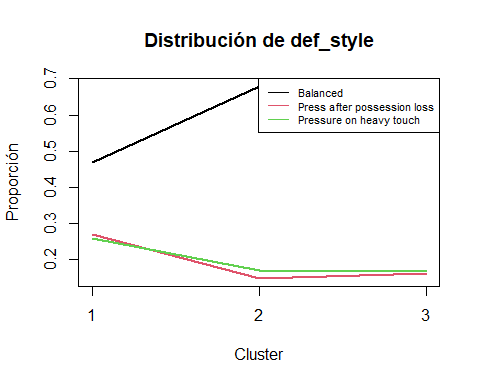 Distribución de def_style
Proporción
0.7
0.6
0.5
0.4
0.3
0.2
Balanced
Press after possession loss
Pressure on heavy touch
1 2 3
Cluster